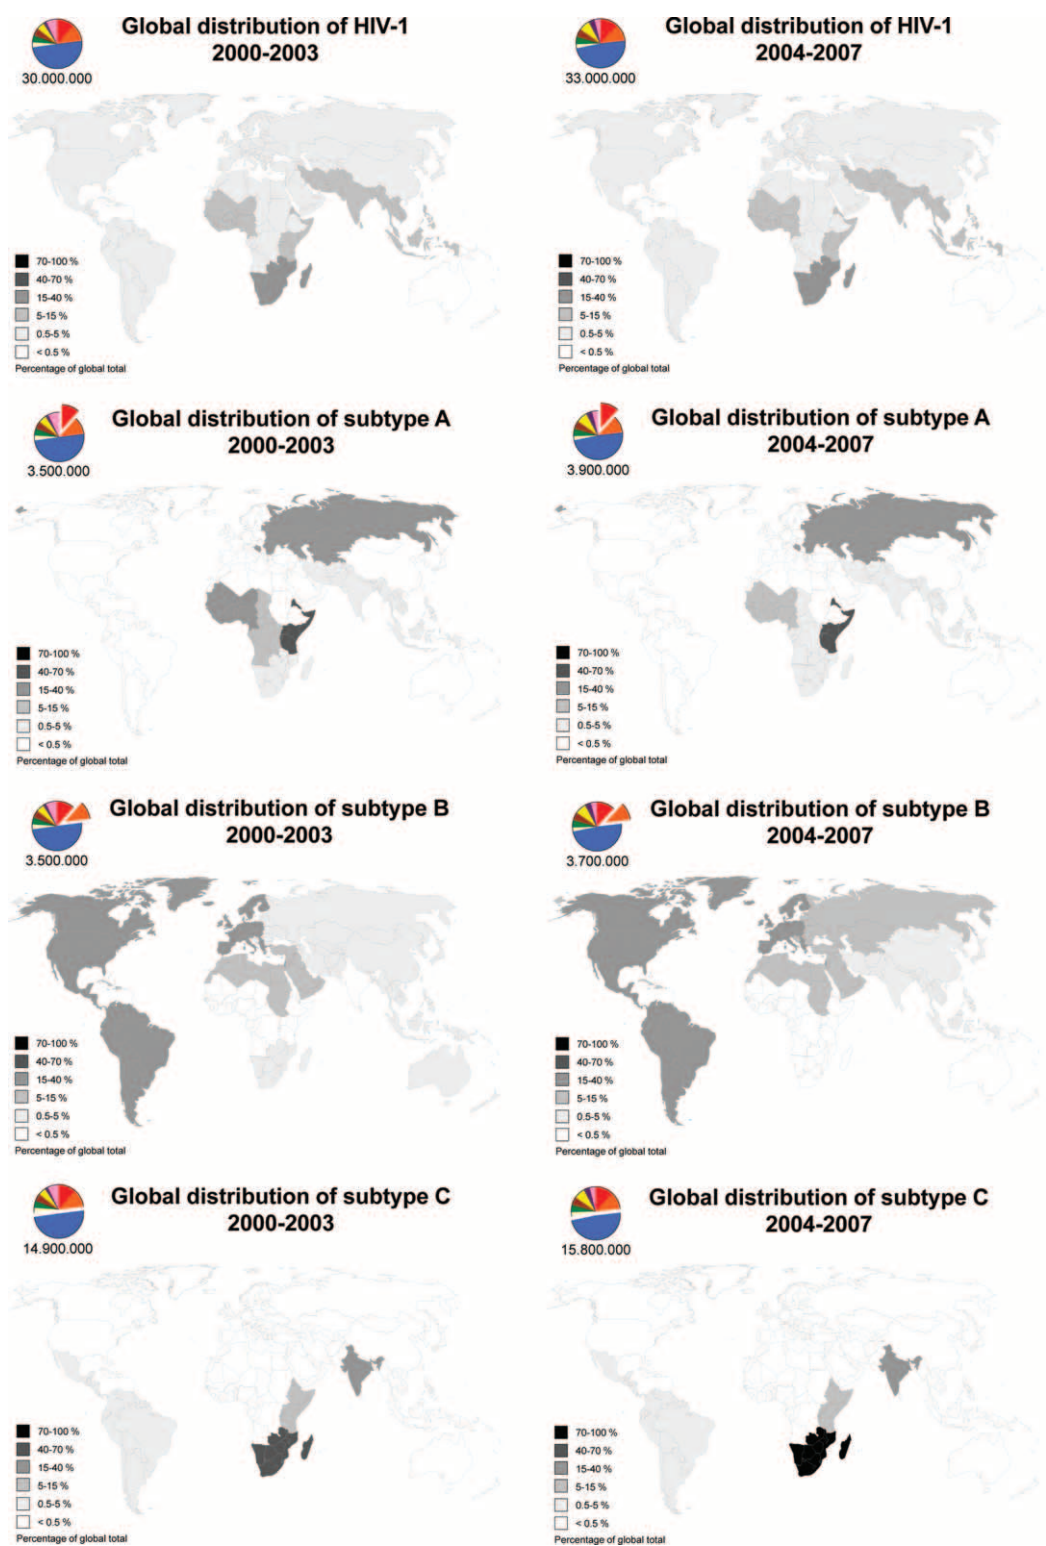 Global distribution of HIV-1
2000-2003
30.000.000
70-100 %
40-70 %
15-40 %
5-15 %
0.5-5 %
< 0.5 %
Percentage of global total
Global distribution of HIV-1
2004-2007
33.000.000
70-100 %
40-70 %
15-40 %
5-15 %
0.5-5 %
< 0.5 %
Percentage of global total
Global distribution of subtype A
2000-2003
3.500.000
70-100 %
40-70 %
15-40 %
5-15 %
0.5-5 %
< 0.5 %
Percentage of global total
Global distribution of subtype A
2004-2007
3.900.000
70-100 %
40-70 %
15-40 %
5-15 %
0.5-5 %
< 0.5 %
Percentage of global total
Global distribution of subtype B
2000-2003
3.500.000
70-100 %
40-70 %
15-40 %
5-15 %
0.5-5 %
< 0.5 %
Percentage of global total
Global distribution of subtype B
2004-2007
3.700.000
70-100 %
40-70 %
15-40 %
5-15 %
0.5-5 %
< 0.5 %
Percentage of global total
Global distribution of subtype C
2000-2003
14.900.000
70-100 %
40-70 %
15-40 %
5-15 %
0.5-5 %
< 0.5 %
Percentage of global total
Global distribution of subtype C
2004-2007
15.800.000
70-100 %
40-70 %
15-40 %
5-15 %
0.5-5 %
< 0.5 %
Percentage of global total